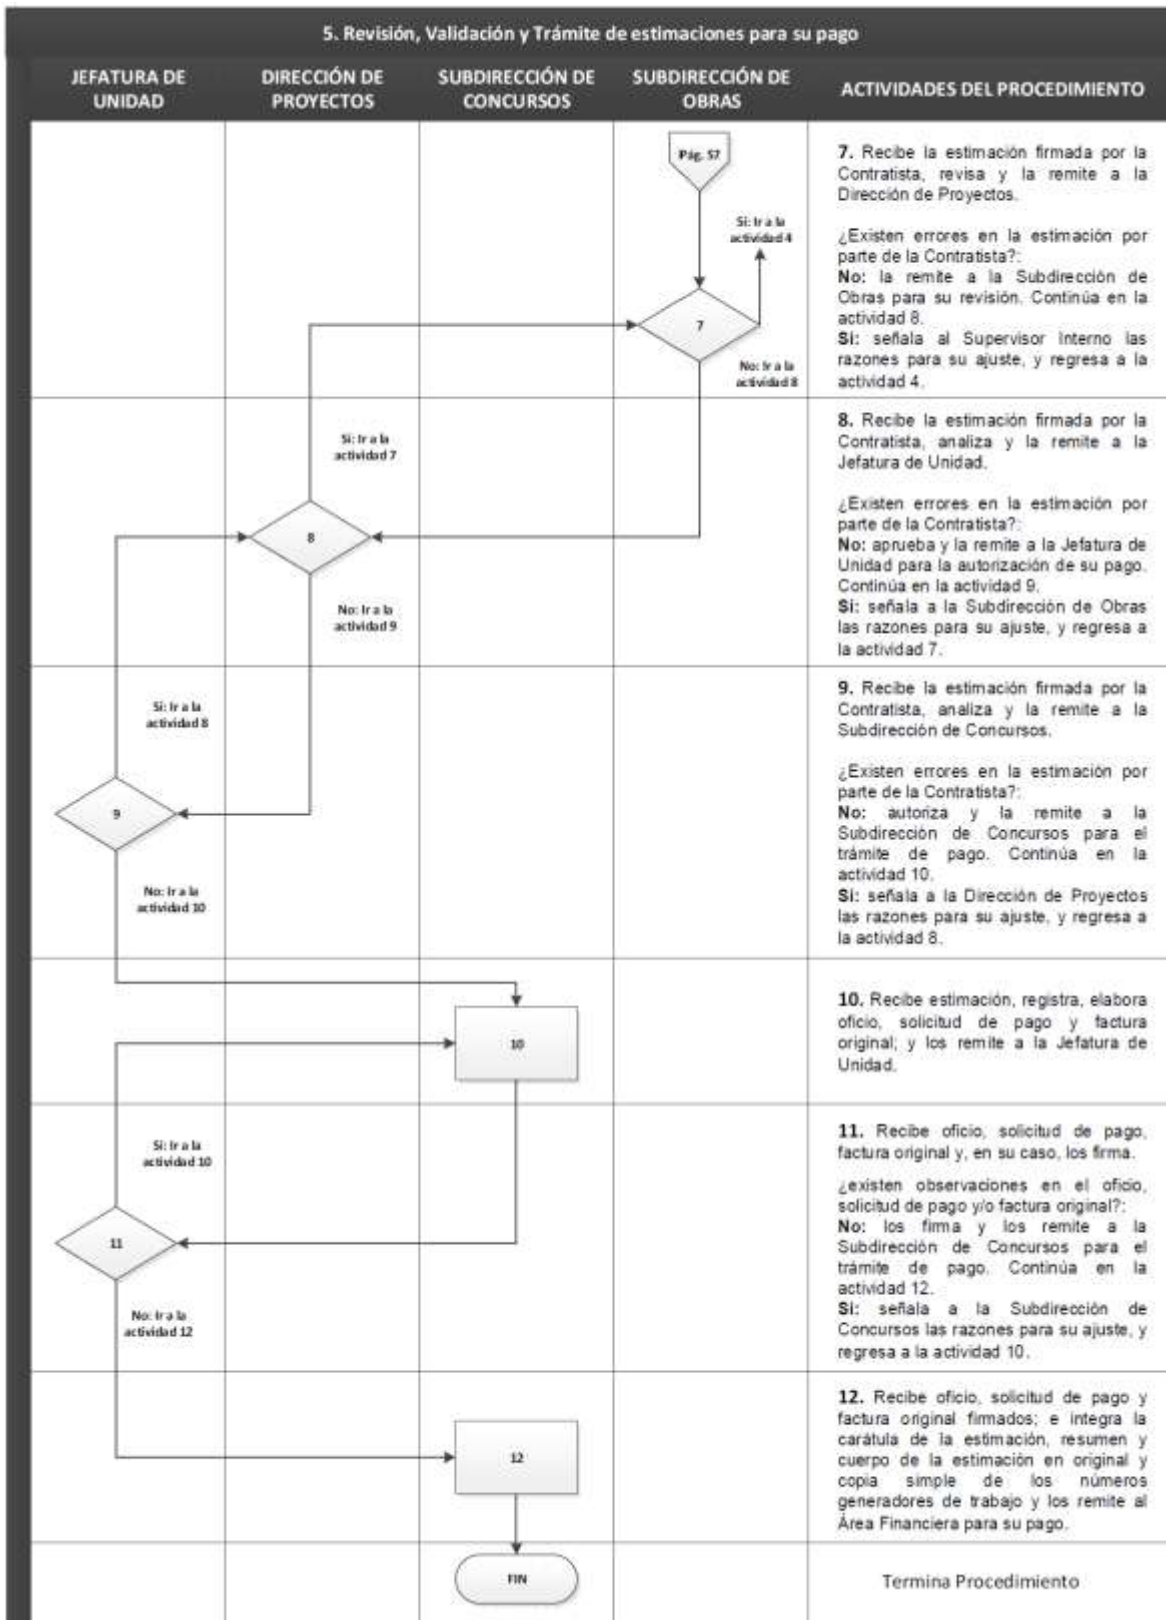 5. Revisión, Validación y Trámite de estimaciones para su pago
JEFATURA DE
UNIDAD
DIRECCIÓN DE
PROYECTOS
SUBDIRECCIÓN DE
CONCURSOS
SUBDIRECCIÓN DE
OBRAS
ACTIVIDADES DEL PROCEDIMIENTO
Pág. 57
Si: Ir a la
actividad 4
7
No: Ir a la
actividad 8
7. Recibe la estimación firmada por la
Contratista, revisa y la remite a la
Dirección de Proyectos.
¿Existen errores en la estimación por
parte de la Contratista?:
No: la remite a la Subdirección de
Obras para su revisión. Continúa en la
actividad 8.
Si: señala al Supervisor Interno las
razones para su ajuste, y regresa a la
actividad 4.
Si: Ir a la
actividad 7
8
No: Ir a la
actividad 9
8. Recibe la estimación firmada por la
Contratista, analiza y la remite a la
Jefatura de Unidad.
¿Existen errores en la estimación por
parte de la Contratista?:
No: aprueba y la remite a la Jefatura de
Unidad para la autorización de su pago.
Continúa en la actividad 9.
Si: señala a la Subdirección de Obras
las razones para su ajuste, y regresa a
la actividad 7.
Si: Ir a la
actividad 8
9
No: Ir a la
actividad 10
9. Recibe la estimación firmada por la
Contratista, analiza y la remite a la
Subdirección de Concursos.
¿Existen errores en la estimación por
parte de la Contratista?:
No: autoriza y la remite a la
Subdirección de Concursos para el
trámite de pago. Continúa en la
actividad 10.
Si: señala a la Dirección de Proyectos
las razones para su ajuste, y regresa a
la actividad 8.
10
10. Recibe estimación, registra, elabora
oficio, solicitud de pago y factura
original; y los remite a la Jefatura de
Unidad.
Si: Ir a la
actividad 10
11
No: Ir a la
actividad 12
11. Recibe oficio, solicitud de pago,
factura original y, en su caso, los firma.
¿existen observaciones en el oficio,
solicitud de pago y/o factura original?:
No: los firma y los remite a la
Subdirección de Concursos para el
trámite de pago. Continúa en la
actividad 12.
Si: señala a la Subdirección de
Concursos las razones para su ajuste, y
regresa a la actividad 10.
12
12. Recibe oficio, solicitud de pago y
factura original firmados; e integra la
carátula de la estimación, resumen y
cuerpo de la estimación en original y
copia simple de los números
generadores de trabajo y los remite al
Área Financiera para su pago.
FIN
Termina Procedimiento